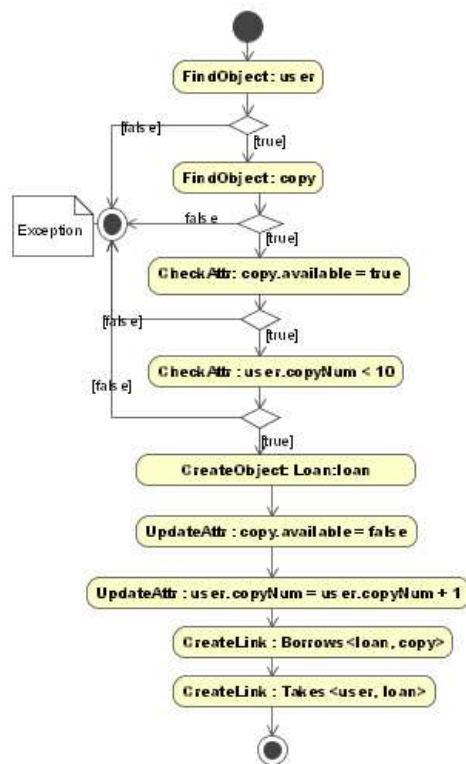 FindObject: user
[false]
[true]
FindObject: copy
false
Exception
[true]
CheckAttr: copy.available = true
[false]
[true]
CheckAttr : user.copyNum < 10
[false]
[true]
CreateObject: Loan:loan
UpdateAttr : copy.available = false
UpdateAttr : user.copyNum = user.copyNum + 1
CreateLink : Borrows <loan, copy>
CreateLink : Takes <user, loan>